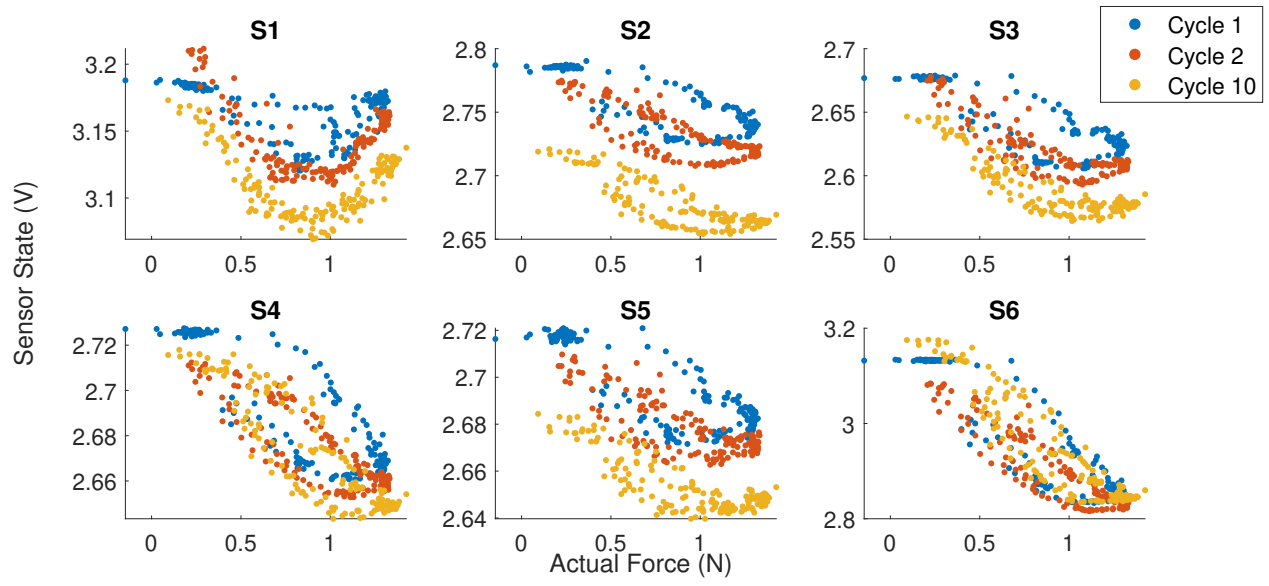 S1
S2
S3
Cycle 1
Cycle 2
Cycle 10
3.2
3.15
3.1
0 0.5 1
2.8
2.75
2.7
2.65
0 0.5 1
2.7
2.65
2.6
2.55
0 0.5 1
Sensor State (V)
S4
S5
S6
2.72
2.7
2.68
2.66
0 0.5 1
2.72
2.7
2.68
2.66
2.64
0 0.5 1
3.2
3
2.8
0 0.5 1
Actual Force (N)